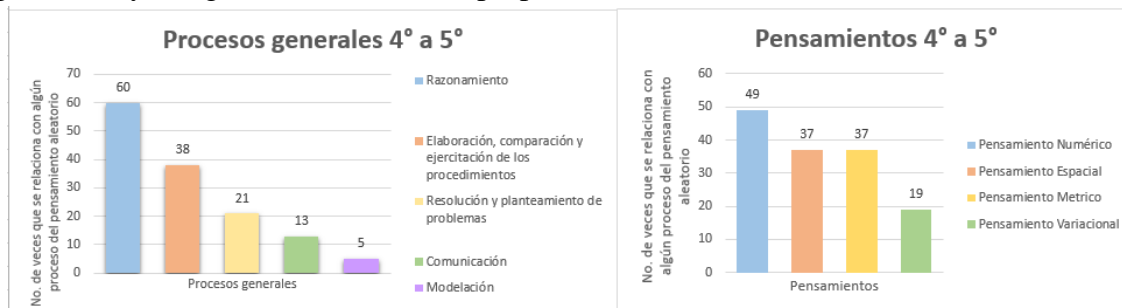 Procesos generales 4° a 5°
No. de veces que se relaciona con algún
proceso del pensamiento aleatorio
70
60
50
40
30
20
10
0
60
38
21
13
5
Procesos generales
Razonamiento
Elaboración, comparación y
ejercitación de los
procedimientos
Resolución y planteamiento de
problemas
Comunicación
Modelación
Pensamientos 4° a 5°
No. de veces que se relaciona con
algún proceso del pensamiento
aleatorio
60
50
40
30
20
10
0
49
37
37
19
Pensamientos
Pensamiento Numérico
Pensamiento Espacial
Pensamiento Metrico
Pensamiento Variacional